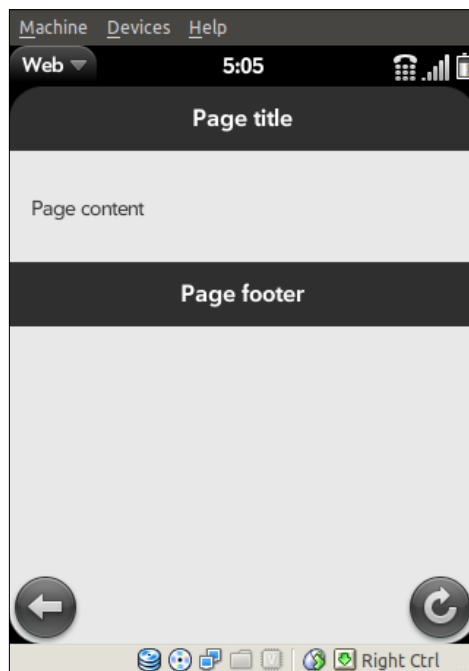 Machine Devices Help
Web 5:05
Page title
Page content
Page footer
Right Ctrl